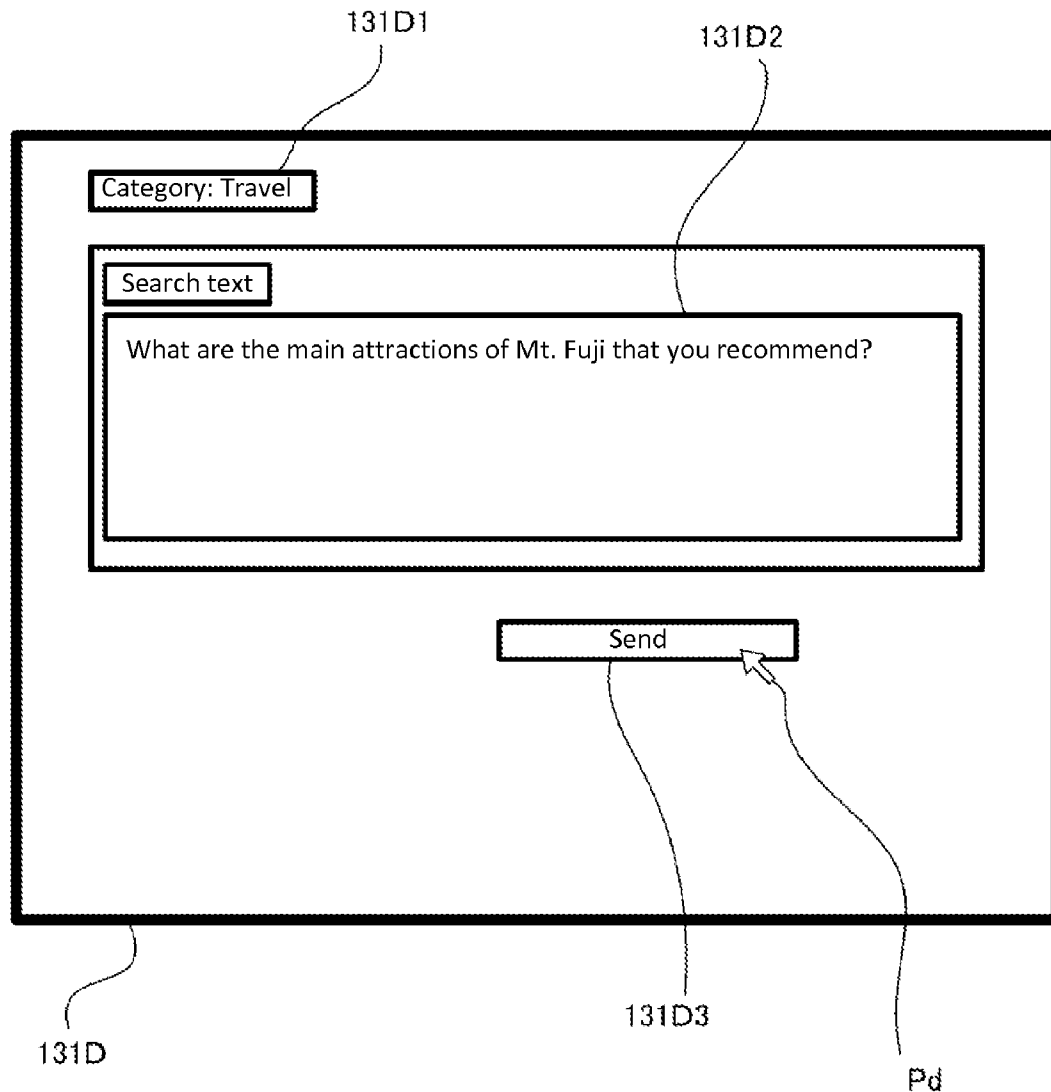 131D1
131D2
Category: Travel
Search text
What are the main attractions of Mt. Fuji that you recommend?
Send
131D3
131D
Pd